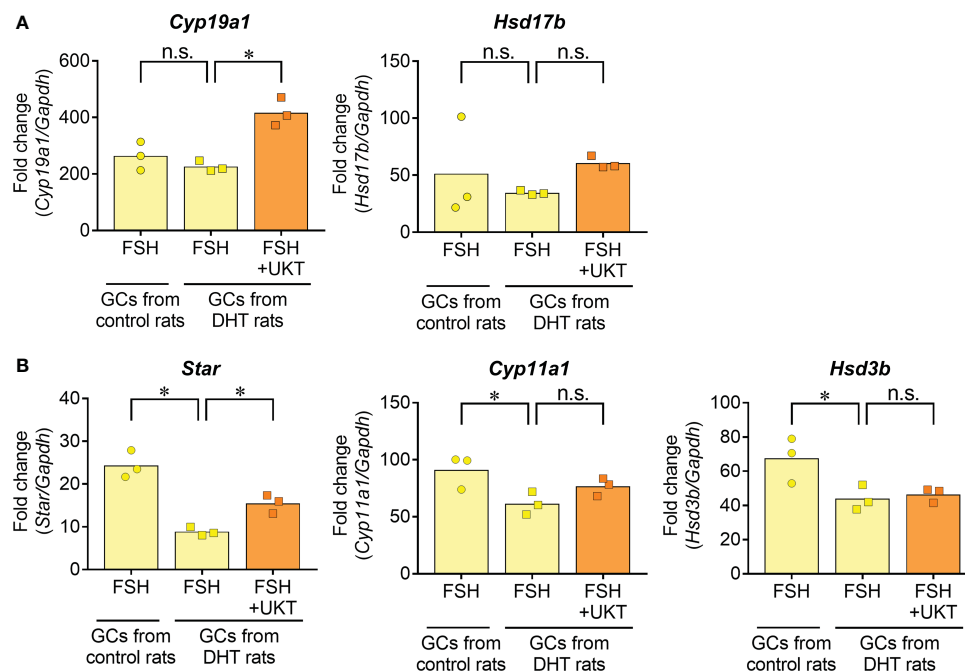 A
Cyp19a1
n.s.
*
Fold change
(Cyp19a1/Gapdh)
600
400
200
0
FSH
FSH
FSH
+UKT
GCs from
control rats
GCs from
DHT rats
Hsd17b
n.s.
n.s.
Fold change
(Hsd17b/Gapdh)
150
100
50
0
FSH
FSH
FSH
+UKT
GCs from
control rats
GCs from
DHT rats
B
Star
*
*
Fold change
(Star/Gapdh)
40
30
20
10
0
FSH
FSH
FSH
+UKT
GCs from
control rats
GCs from
DHT rats
Cyp11a1
*
n.s.
Fold change
(Cyp11a1/Gapdh)
150
100
50
0
FSH
FSH
FSH
+UKT
GCs from
control rats
GCs from
DHT rats
Hsd3b
*
n.s.
Fold change
(Hsd3b/Gapdh)
100
80
60
40
20
0
FSH
FSH
FSH
+UKT
GCs from
control rats
GCs from
DHT rats